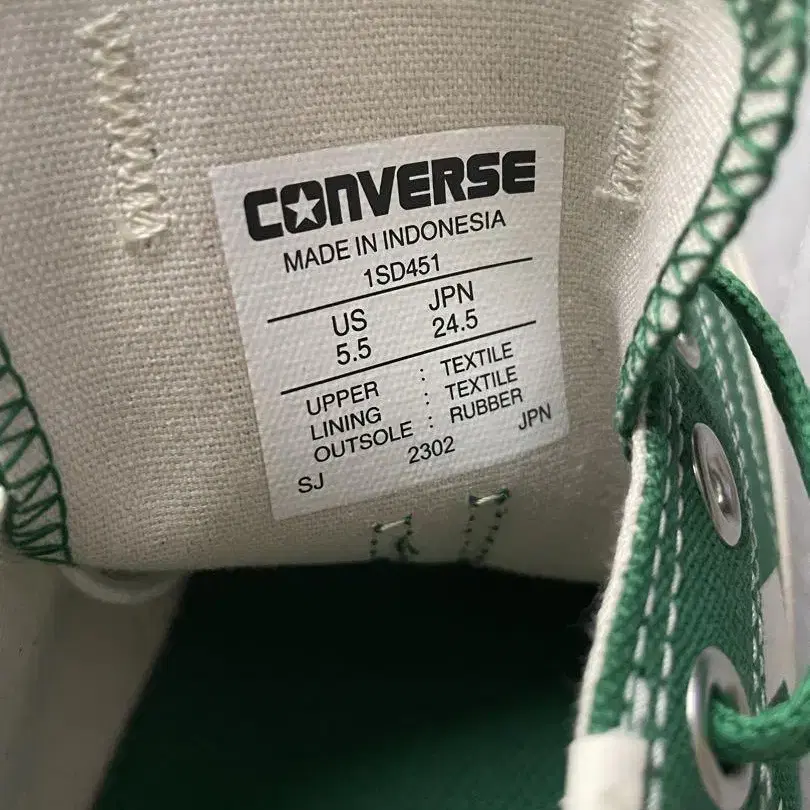 CONVERSE
MADE IN INDONESIA
1SD451
US JPN
5.5 24.5
UPPER : TEXTILE
LINING : TEXTILE
OUTSOLE : RUBBER
SJ 2302 JPN